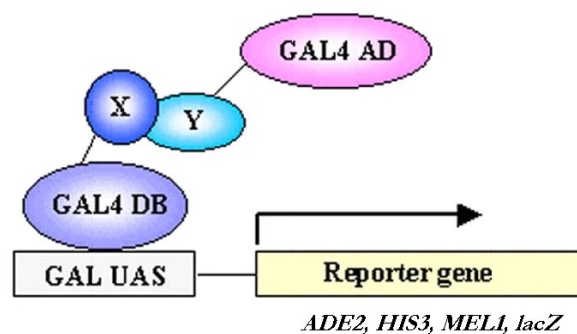 GAL4 AD
X
Y
GAL4 DB
GAL UAS
Reporter gene
ADE2, HIS3, MEL1, lacZ